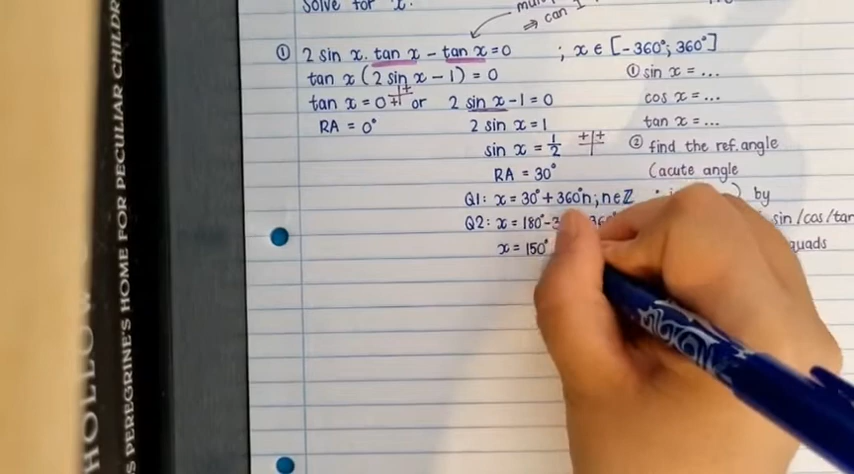 solve for x.
⇒ can
① 2 sin x. tan x - tan x = 0 ; x ∈ [-360°; 360°]
tan x (2 sin x - 1) = 0 ① sin x = ...
tan x = 0 or 2 sin x - 1 = 0 cos x = ...
RA = 0° 2 sin x = 1 tan x = ...
sin x = 1/2 ② find the ref. angle
RA = 30° (acute angle
Q1: x = 30° + 360°n; n∈Z by
Q2: x = 180° - sin/cos/tan
x = 150° quads
HOLLOW
PEREGRINE'S HOME FOR PECULIAR CHILDR